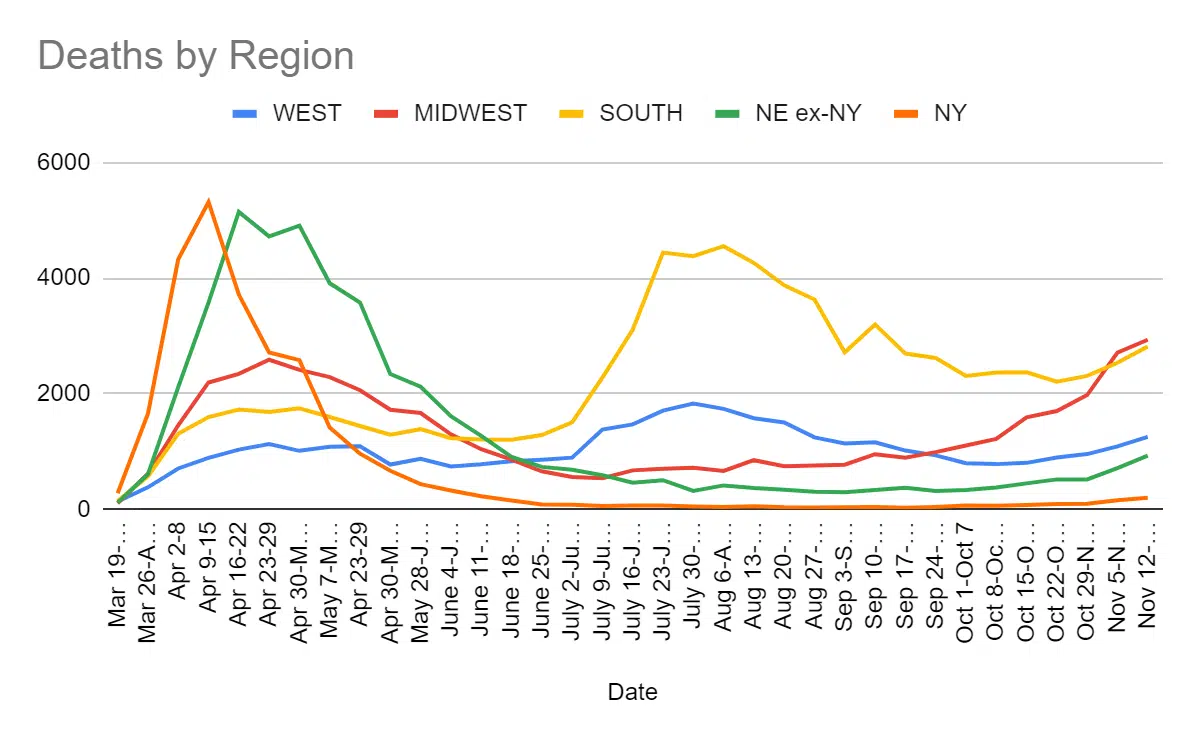 Deaths by Region
WEST MIDWEST SOUTH NE ex-NY NY
6000
4000
2000
0
Mar 19-…
Mar 26-A…
Apr 2-8
Apr 9-15
Apr 16-22
Apr 23-29
Apr 30-M…
May 7-M…
Apr 23-29
Apr 30-M…
May 28-J…
June 4-J…
June 11-…
June 18-…
June 25-…
July 2-Ju…
July 9-Ju…
July 16-J…
July 23-J…
July 30-…
Aug 6-A…
Aug 13-…
Aug 20-…
Aug 27-…
Sep 3-S…
Sep 10-…
Sep 17-…
Sep 24-…
Oct 1-Oct 7
Oct 8-Oc…
Oct 15-O…
Oct 22-O…
Oct 29-N…
Nov 5-N…
Nov 12-…
Date